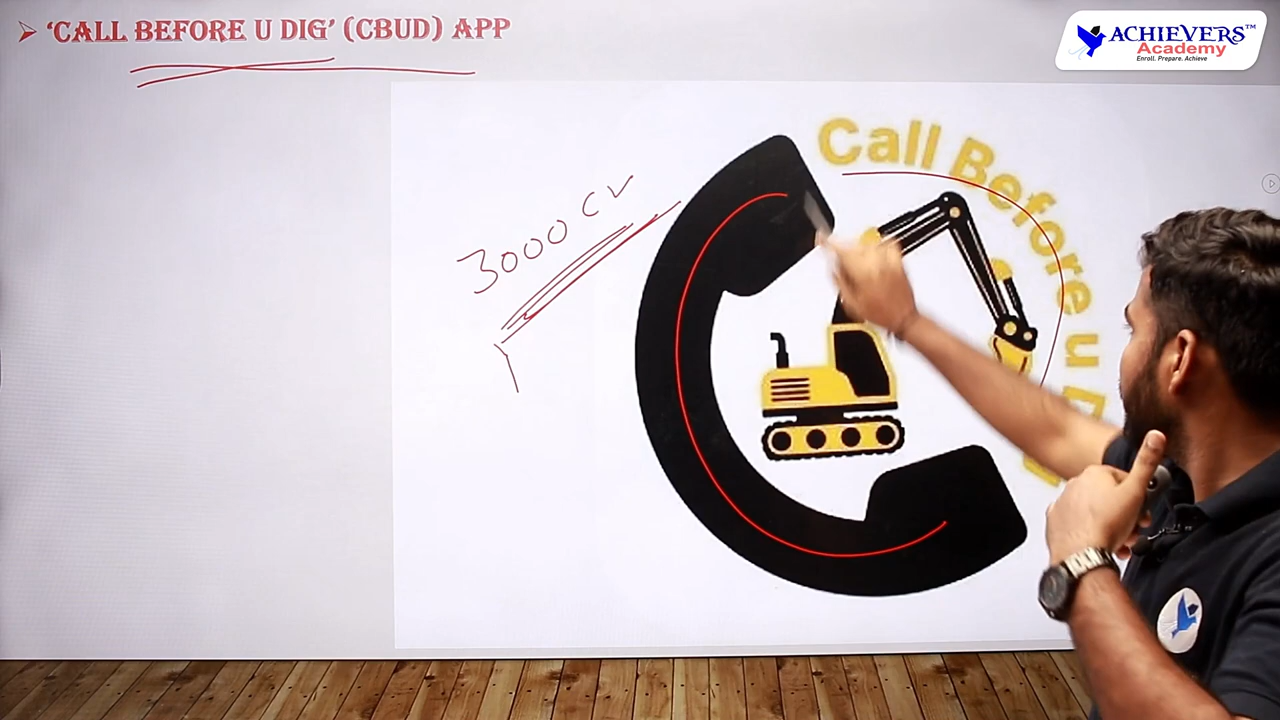 ➢ ‘CALL BEFORE U DIG’ (CBUD) APP
ACHIEVERS™
Academy
Enroll. Prepare. Achieve
Call Before u
3000 Cr